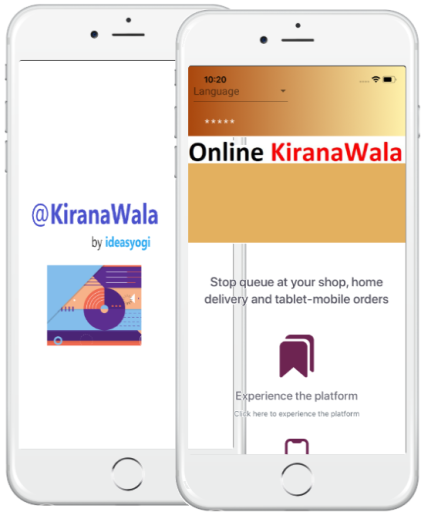 @KiranaWala
by ideasyogi
10:20
Language
*****
Online KiranaWala
Stop queue at your shop, home
delivery and tablet-mobile orders
Experience the platform
Click here to experience the platform